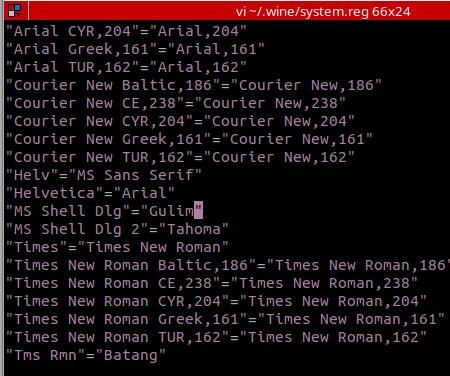 vi ~/.wine/system.reg 66x24
"Arial CYR,204"="Arial,204"
"Arial Greek,161"="Arial,161"
"Arial TUR,162"="Arial,162"
"Courier New Baltic,186"="Courier New,186"
"Courier New CE,238"="Courier New,238"
"Courier New CYR,204"="Courier New,204"
"Courier New Greek,161"="Courier New,161"
"Courier New TUR,162"="Courier New,162"
"Helv"="MS Sans Serif"
"Helvetica"="Arial"
"MS Shell Dlg"="Gulim"
"MS Shell Dlg 2"="Tahoma"
"Times"="Times New Roman"
"Times New Roman Baltic,186"="Times New Roman,186"
"Times New Roman CE,238"="Times New Roman,238"
"Times New Roman CYR,204"="Times New Roman,204"
"Times New Roman Greek,161"="Times New Roman,161"
"Times New Roman TUR,162"="Times New Roman,162"
"Tms Rmn"="Batang"